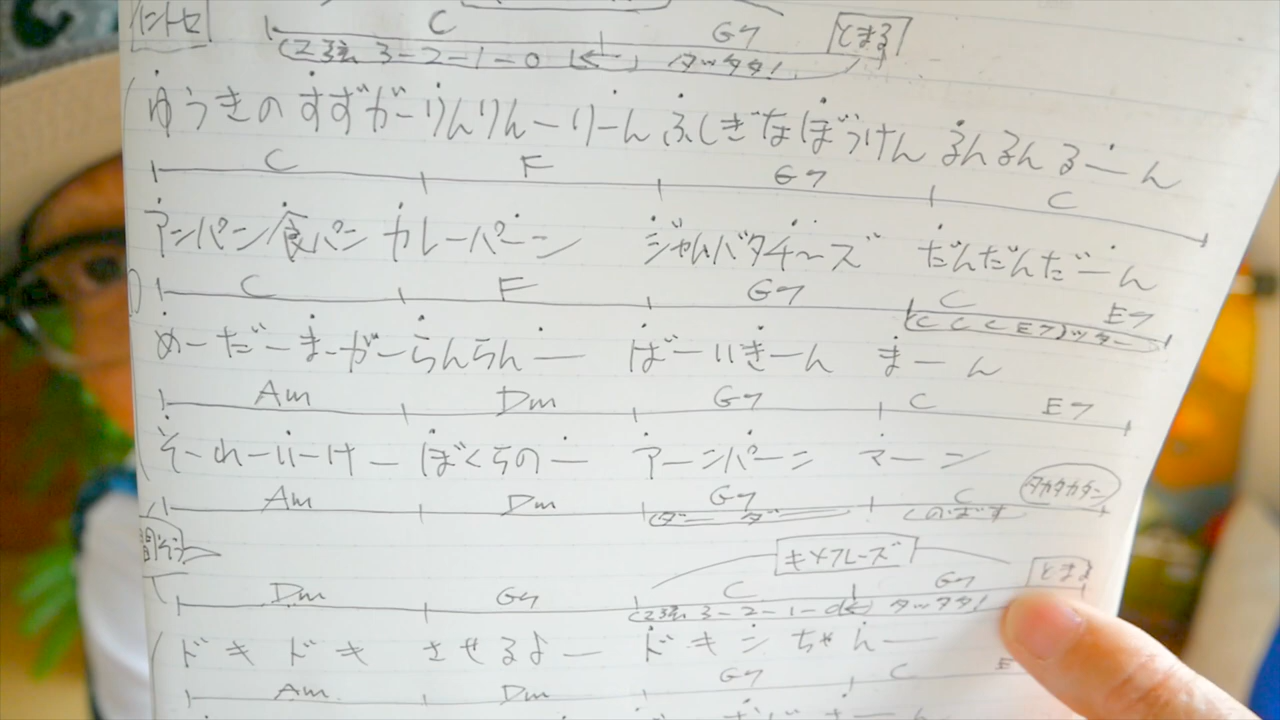 イントロ C G7 とまる
(2弦 3-2-1-0 ) タッタタ!
ゆうきのすずがーりんりんーりーん ふしぎなぼうけん るんるんるーん
C F G7 C
アンパン食パン カレーパーン ジャムバタチーズ だんだんだーん
C F G7 C E7
(C C C E7)ッター
めーだーまーがーらんらんー ばーいきーん まーん
Am Dm G7 C E7
そーれーいーけー ぼくらのー アーンパーン マーン
Am Dm G7 C タカタカタン
ダー ダ のばす
間奏 キメフレーズ
Dm G7 C G7 とまる
(2弦 3-2-1-0) タッタタ!
ドキドキ させるよー ドキンちゃんー
Am Dm G7 C E